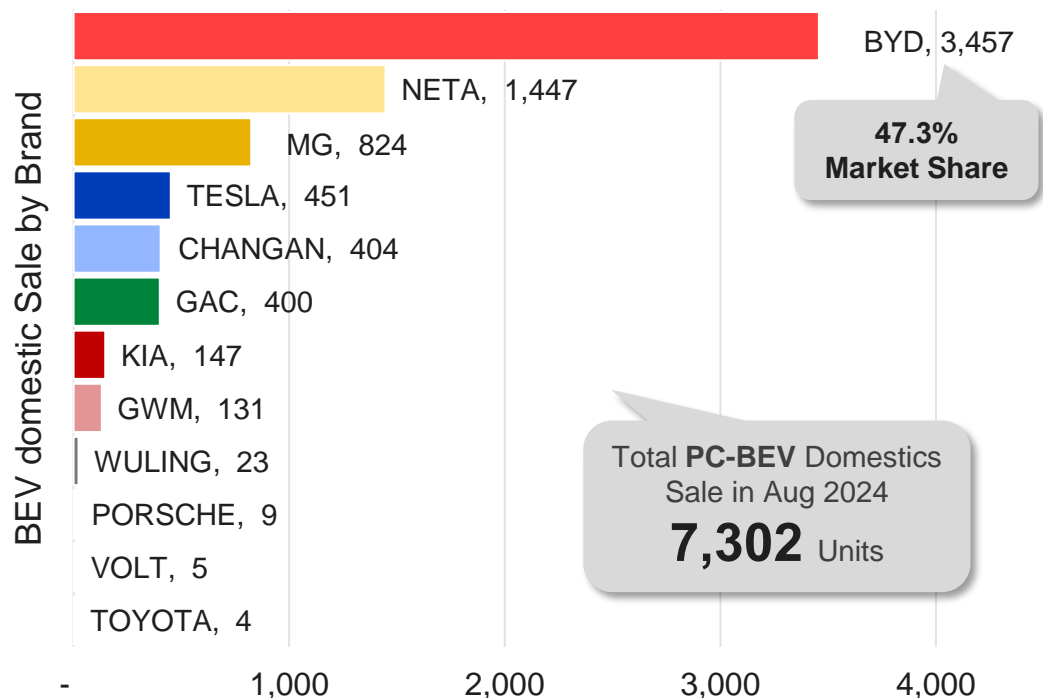 BEV domestic Sale by Brand
BYD, 3,457
NETA, 1,447
MG, 824
TESLA, 451
CHANGAN, 404
GAC, 400
KIA, 147
GWM, 131
WULING, 23
PORSCHE, 9
VOLT, 5
TOYOTA, 4
47.3%
Market Share
Total PC-BEV Domestics
Sale in Aug 2024
7,302 Units
- 1,000 2,000 3,000 4,000